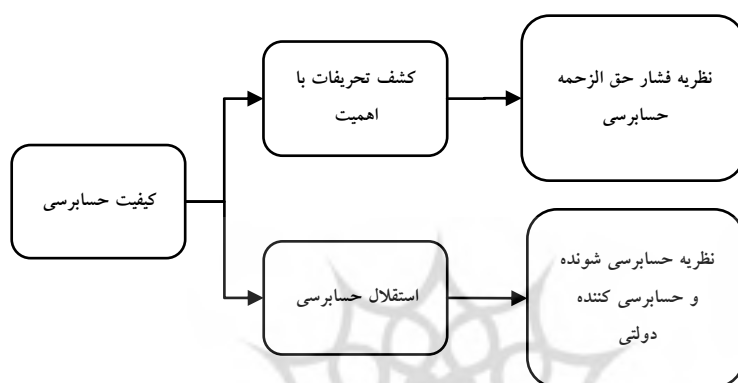 کیفیت حسابرسی
کشف تحریفات با
اهمیت
نظریه فشار حق الزحمه
حسابرسی
استقلال حسابرسی
نظریه حسابرسی شونده
و حسابرسی کننده
دولتی